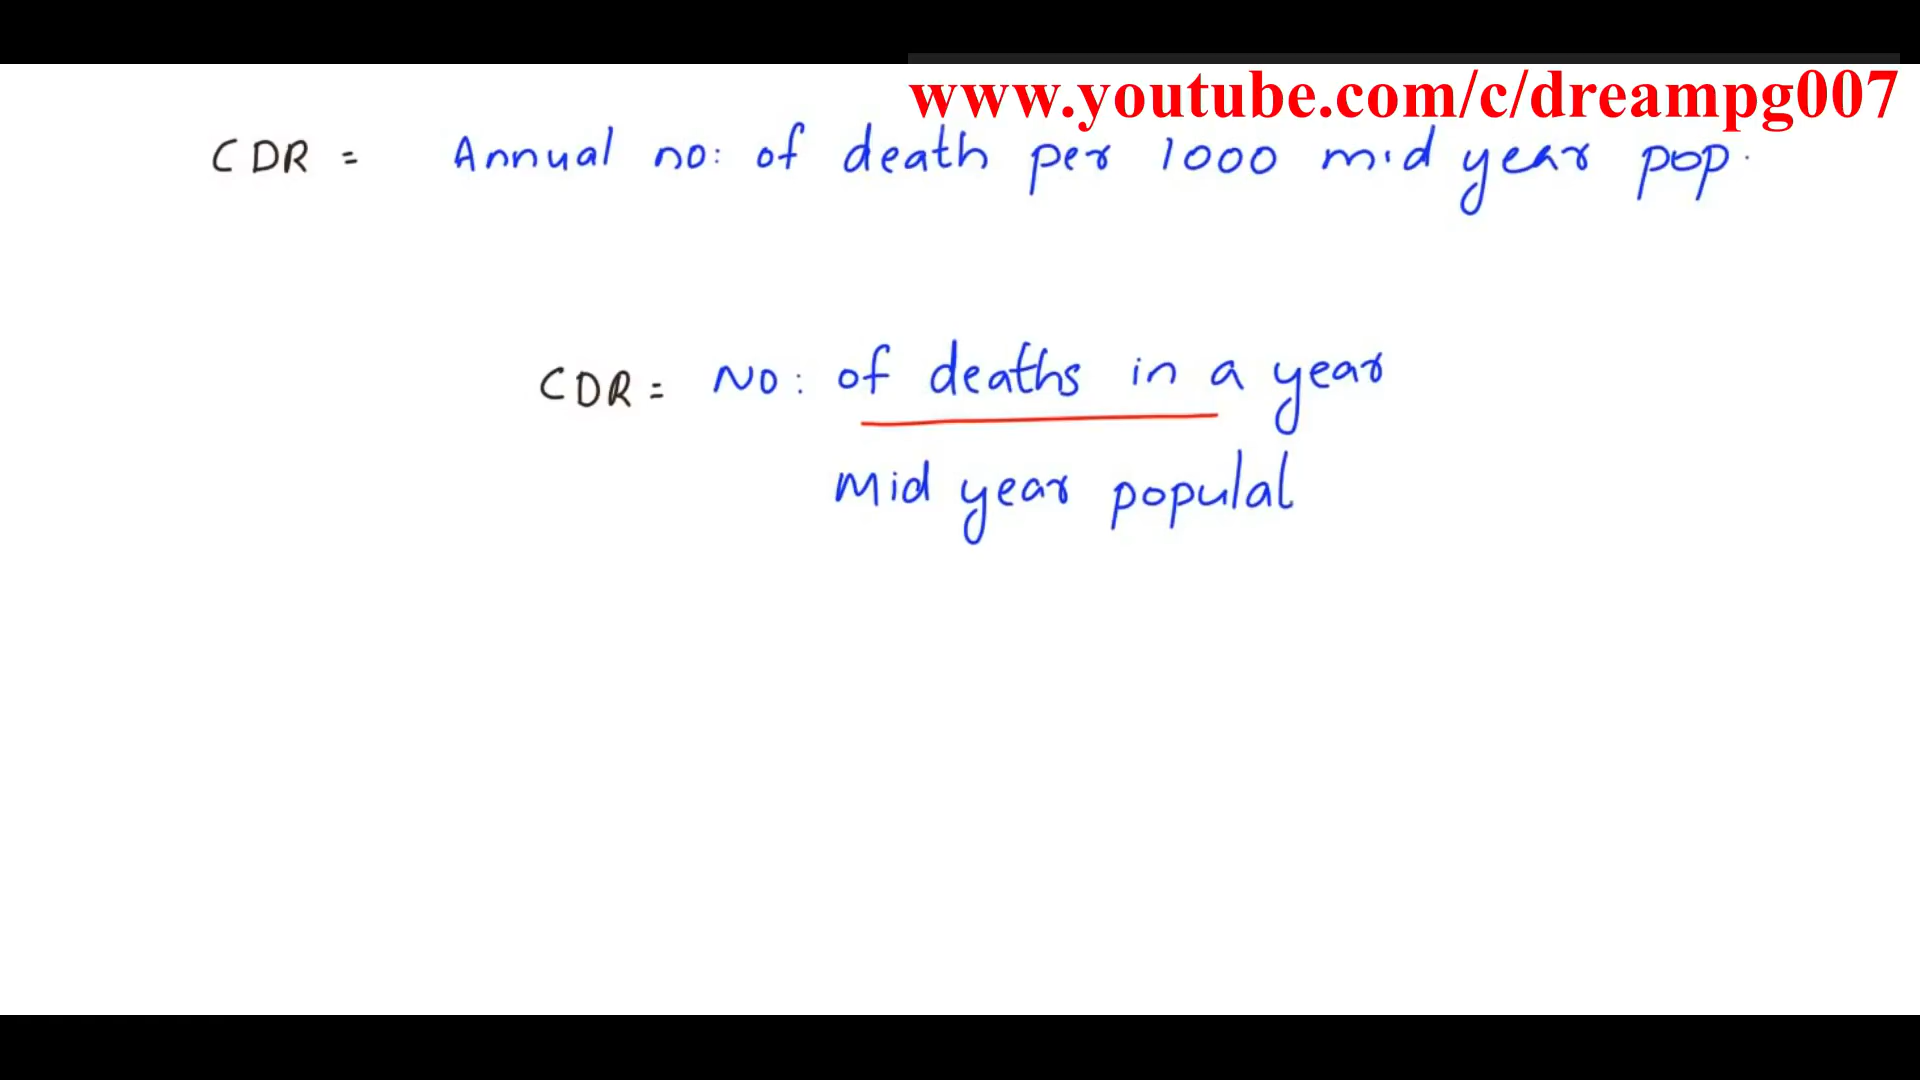 www.youtube.com/c/dreampg007
CDR = Annual no: of death per 1000 mid year pop.
CDR = NO: of deaths in a year
mid year populal